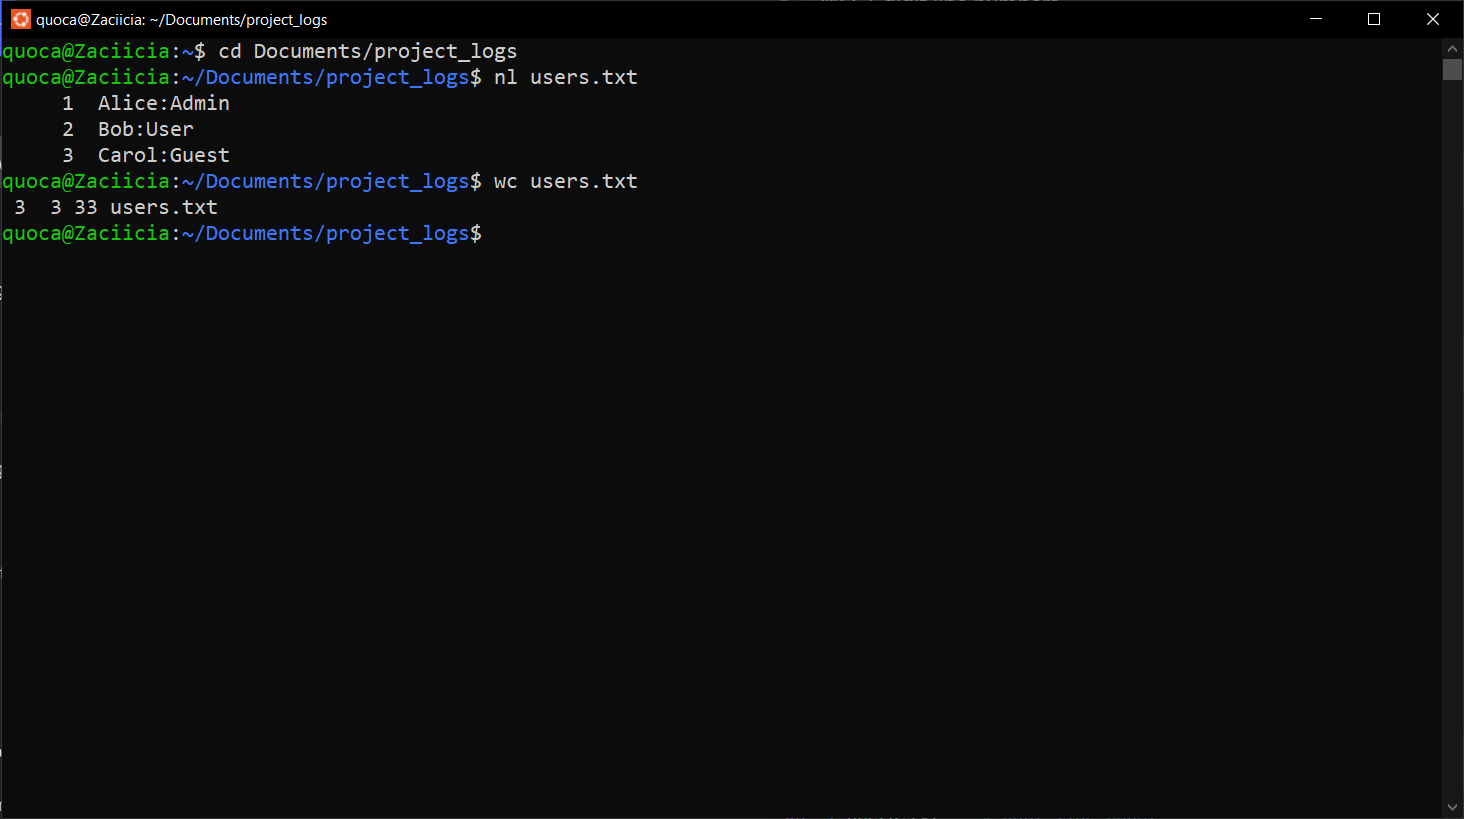 quoca@Zaciicia: ~/Documents/project_logs
quoca@Zaciicia:~$ cd Documents/project_logs
quoca@Zaciicia:~/Documents/project_logs$ nl users.txt
     1  Alice:Admin
     2  Bob:User
     3  Carol:Guest
quoca@Zaciicia:~/Documents/project_logs$ wc users.txt
 3  3 33 users.txt
quoca@Zaciicia:~/Documents/project_logs$